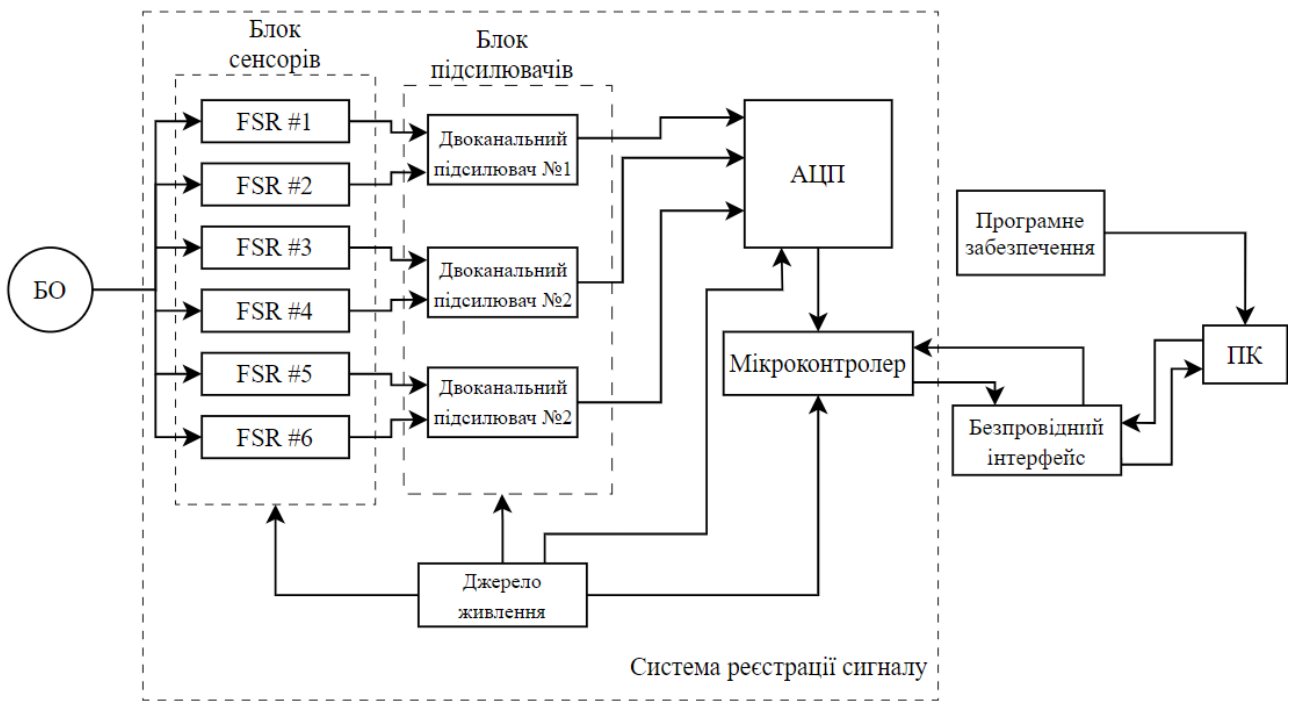 Блок
сенсорів
Блок
підсилювачів
FSR #1
FSR #2
FSR #3
FSR #4
FSR #5
FSR #6
БО
Двоканальний
підсилювач №1
Двоканальний
підсилювач №2
Двоканальний
підсилювач №2
АЦП
Мікроконтролер
Програмне
забезпечення
ПК
Безпровідний
інтерфейс
Джерело
живлення
Система реєстрації сигналу